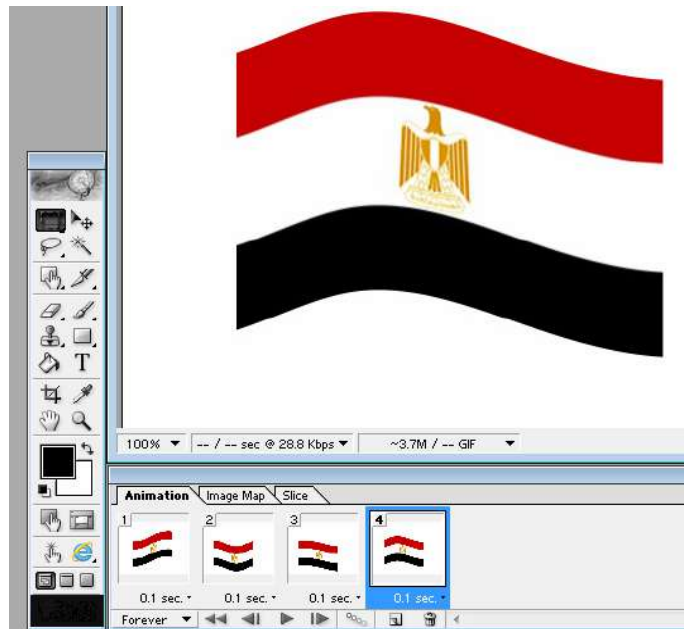 T
100% -- / -- sec @ 28.8 Kbps ~3.7M / -- GIF
Animation Image Map Slice
1 2 3 4
0.1 sec. 0.1 sec. 0.1 sec. 0.1 sec.
Forever